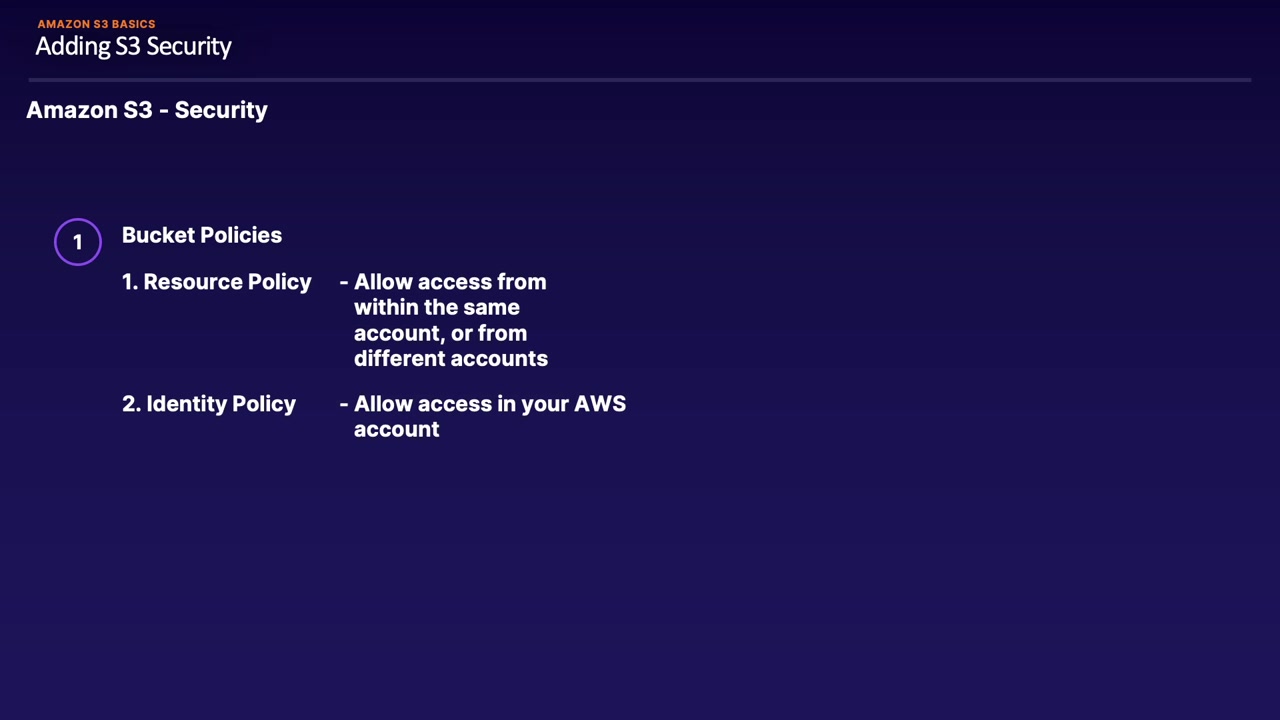 AMAZON S3 BASICS
Adding S3 Security
Amazon S3 - Security
1
Bucket Policies
1. Resource Policy - Allow access from
within the same
account, or from
different accounts
2. Identity Policy - Allow access in your AWS
account